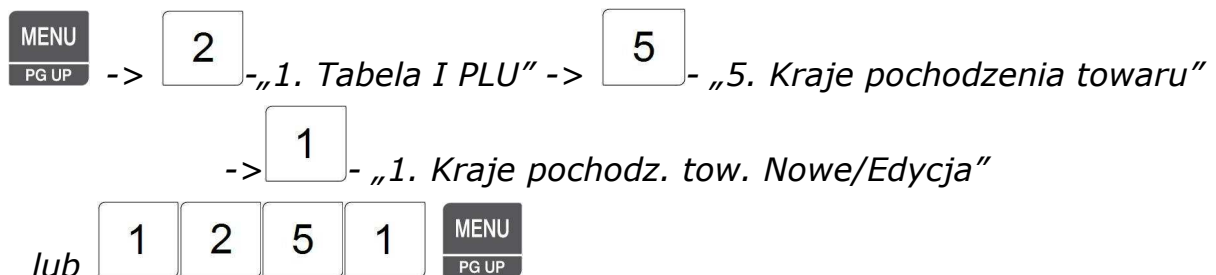 MENU PG UP -> 2 -„1. Tabela I PLU” -> 5 - „5. Kraje pochodzenia towaru”
-> 1 - „1. Kraje pochodz. tow. Nowe/Edycja”
lub 1 2 5 1 MENU PG UP